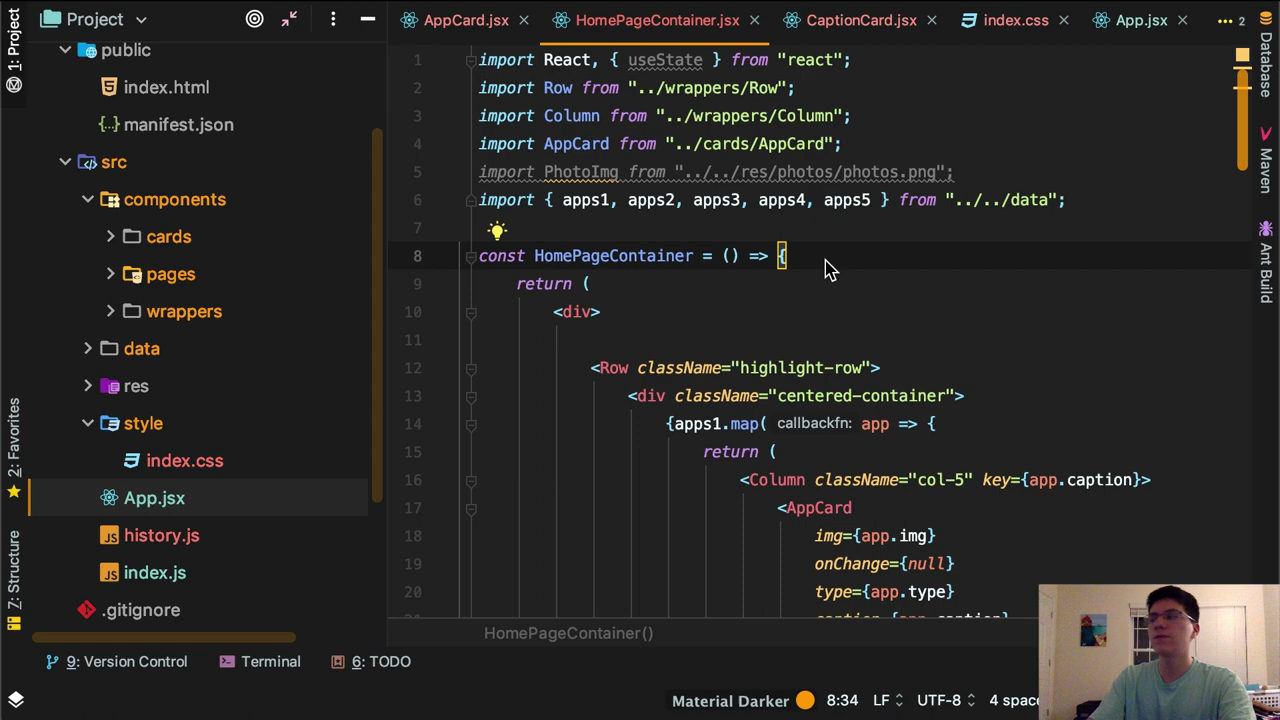 Project
AppCard.jsx
HomePageContainer.jsx
CaptionCard.jsx
index.css
App.jsx
2
1: Project
2: Favorites
7: Structure
public
index.html
manifest.json
src
components
cards
pages
wrappers
data
res
style
index.css
App.jsx
history.js
index.js
.gitignore
1 import React, { useState } from "react";
2 import Row from "../wrappers/Row";
3 import Column from "../wrappers/Column";
4 import AppCard from "../cards/AppCard";
5 import PhotoImg from "../../res/photos/photos.png";
6 import { apps1, apps2, apps3, apps4, apps5 } from "../../data";
7
8 const HomePageContainer = () => {
9 return (
10 <div>
11
12 <Row className="highlight-row">
13 <div className="centered-container">
14 {apps1.map( callbackfn: app => {
15 return (
16 <Column className="col-5" key={app.caption}>
17 <AppCard
18 img={app.img}
19 onChange={null}
20 type={app.type}
HomePageContainer()
Database
Maven
Ant Build
9: Version Control
Terminal
6: TODO
Material Darker
8:34
LF
UTF-8
4 spac